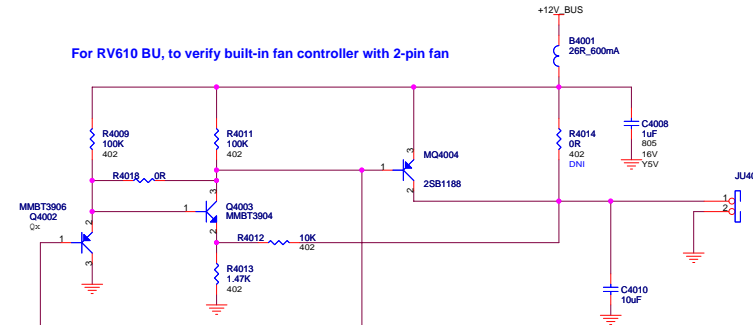 +12V_BUS
For RV610 BU, to verify built-in fan controller with 2-pin fan
B4001
26R_600mA
R4009
100K
402
R4011
100K
402
MQ4004
3
1
2
2SB1188
R4014
0R
402
DNI
C4008
1uF
805
16V
Y5V
R4018 0R
MMBT3906
Q4002
Qx
1
2
3
Q4003
MMBT3904
1
3
2
R4012 10K
402
R4013
1.47K
402
JU40
1
2
C4010
10uF